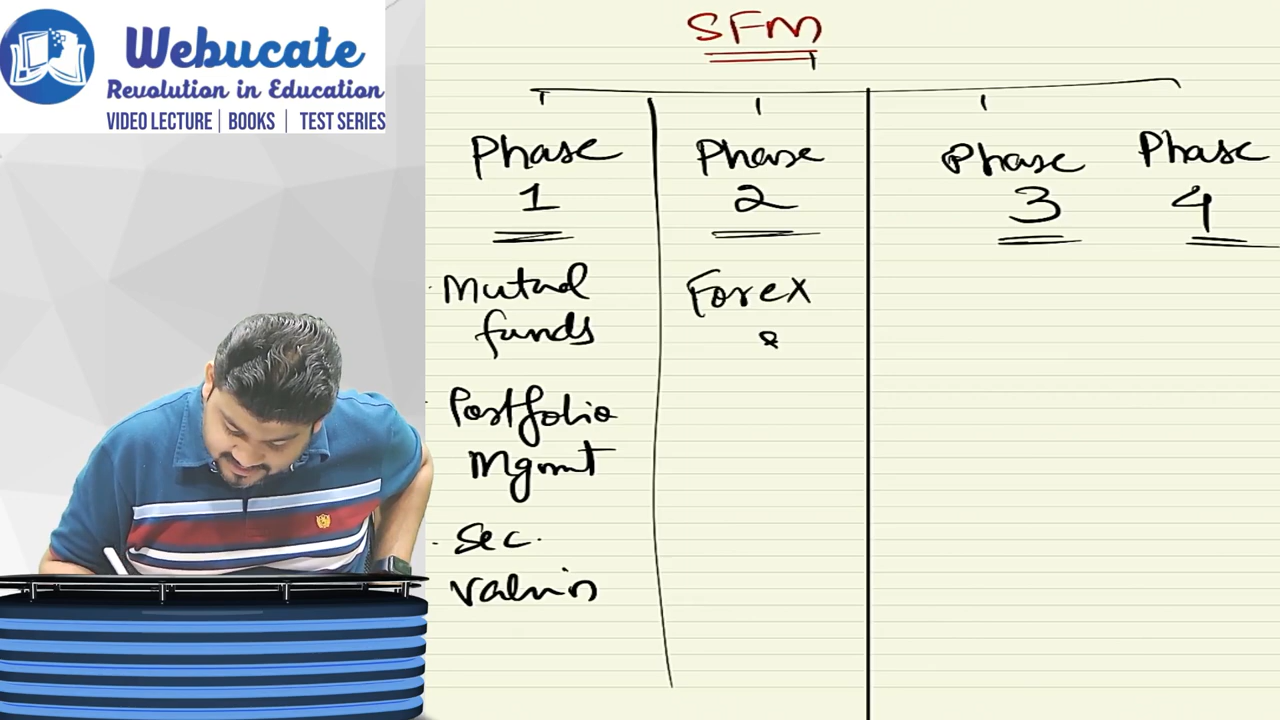 Webucate
Revolution in Education
VIDEO LECTURE | BOOKS | TEST SERIES
SFM
Phase
1
Mutual
funds
Portfolio
Mgmt
Sec.
Phase
2
Forex
&
Phase
3
Phase
4